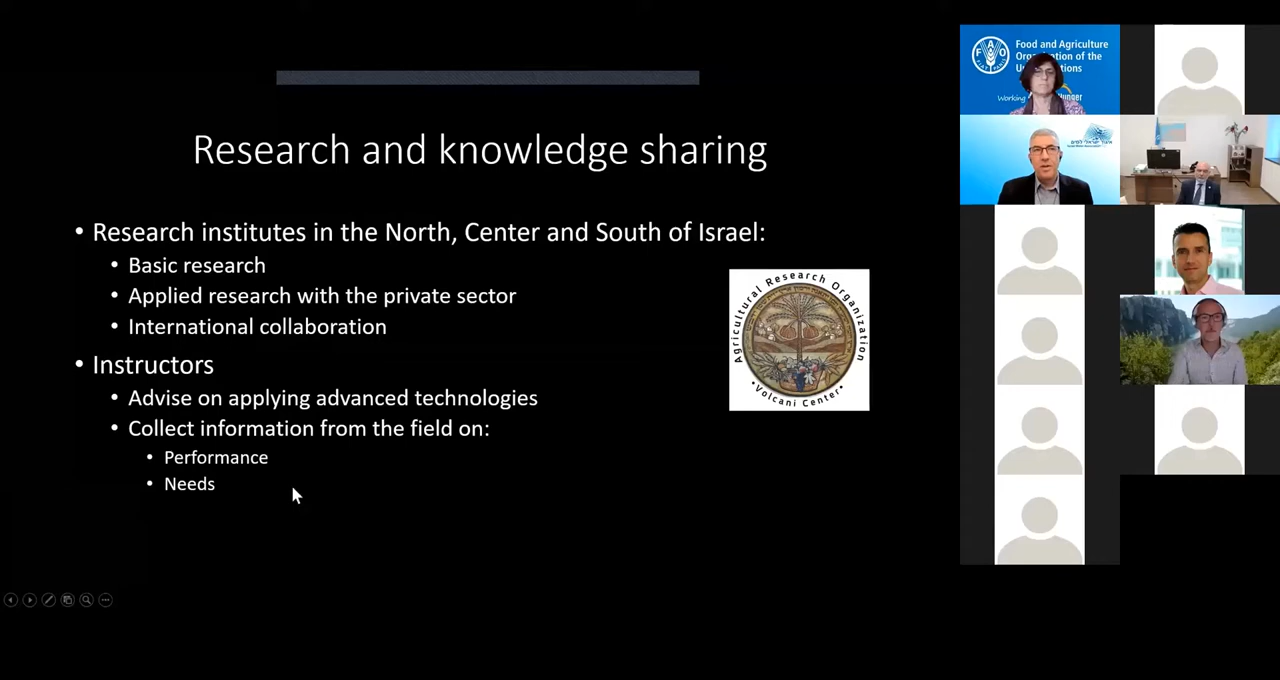 Research and knowledge sharing
• Research institutes in the North, Center and South of Israel:
• Basic research
• Applied research with the private sector
• International collaboration
• Instructors
• Advise on applying advanced technologies
• Collect information from the field on:
• Performance
• Needs
Agricultural Research Organization
•Volcani Center•
FAO
Food and Agriculture
Organization of the
Working